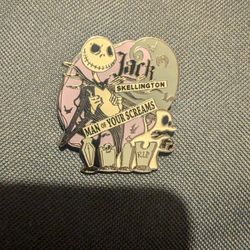 Jack
SKELLINGTON
MAN OF YOUR SCREAMS
R.I.P.